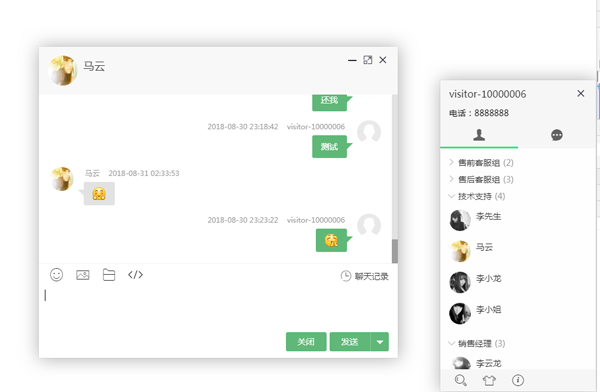 马云
还我
2018-08-30 23:18:42 visitor-10000006
测试
马云 2018-08-31 02:33:53
2018-08-30 23:23:22 visitor-10000006
聊天记录
关闭
发送
visitor-10000006
电话：8888888
售前客服组 (2)
售后客服组 (3)
技术支持 (4)
李先生
马云
李小龙
李小姐
销售经理 (3)
李云龙